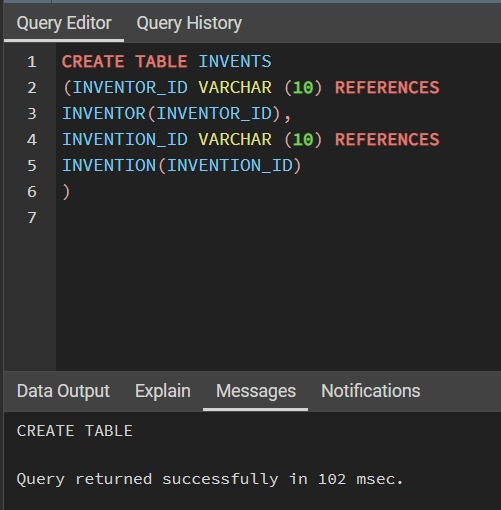 Query Editor Query History
1 CREATE TABLE INVENTS
2 (INVENTOR_ID VARCHAR (10) REFERENCES
3 INVENTOR(INVENTOR_ID),
4 INVENTION_ID VARCHAR (10) REFERENCES
5 INVENTION(INVENTION_ID)
6 )
7
Data Output Explain Messages Notifications
CREATE TABLE
Query returned successfully in 102 msec.